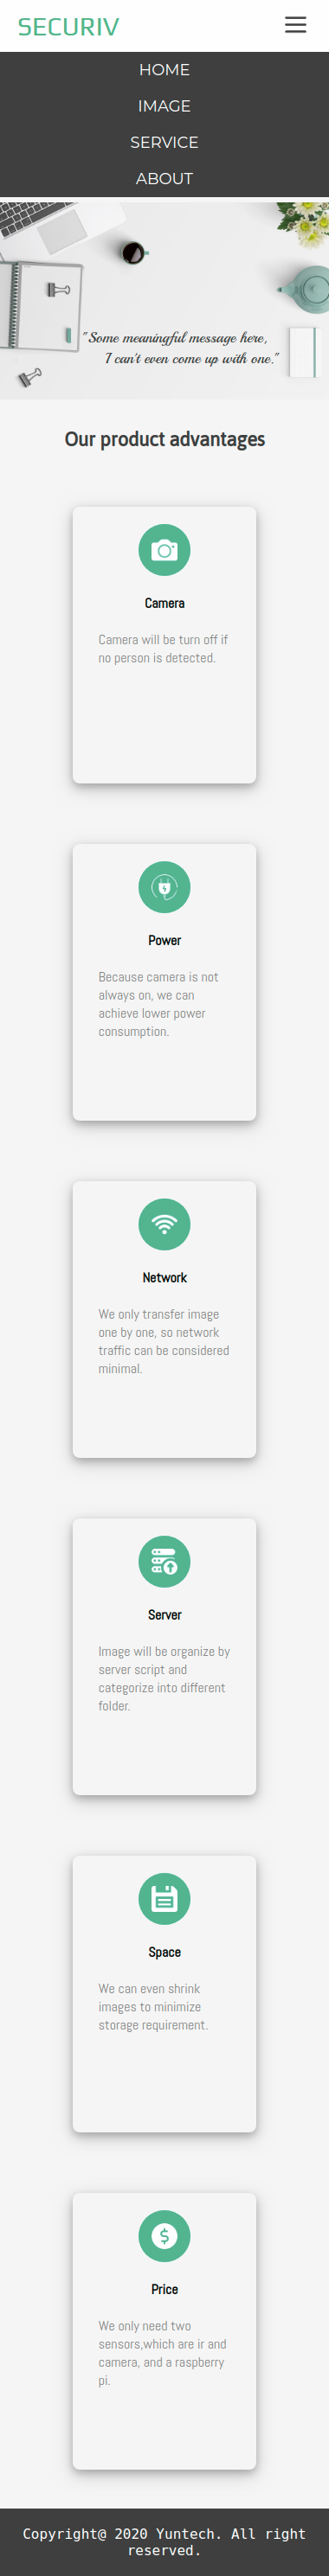 SECURIV
HOME
IMAGE
SERVICE
ABOUT
"Some meaningful message here,
I can't even come up with one."
Our product advantages
Camera
Camera will be turn off if
no person is detected.
Power
Because camera is not
always on, we can
achieve lower power
consumption.
Network
We only transfer image
one by one, so network
traffic can be considered
minimal.
Server
Image will be organize by
server script and
categorize into different
folder.
Space
We can even shrink
images to minimize
storage requirement.
Price
We only need two
sensors,which are ir and
camera, and a raspberry
pi.
Copyright@ 2020 Yuntech. All right
reserved.